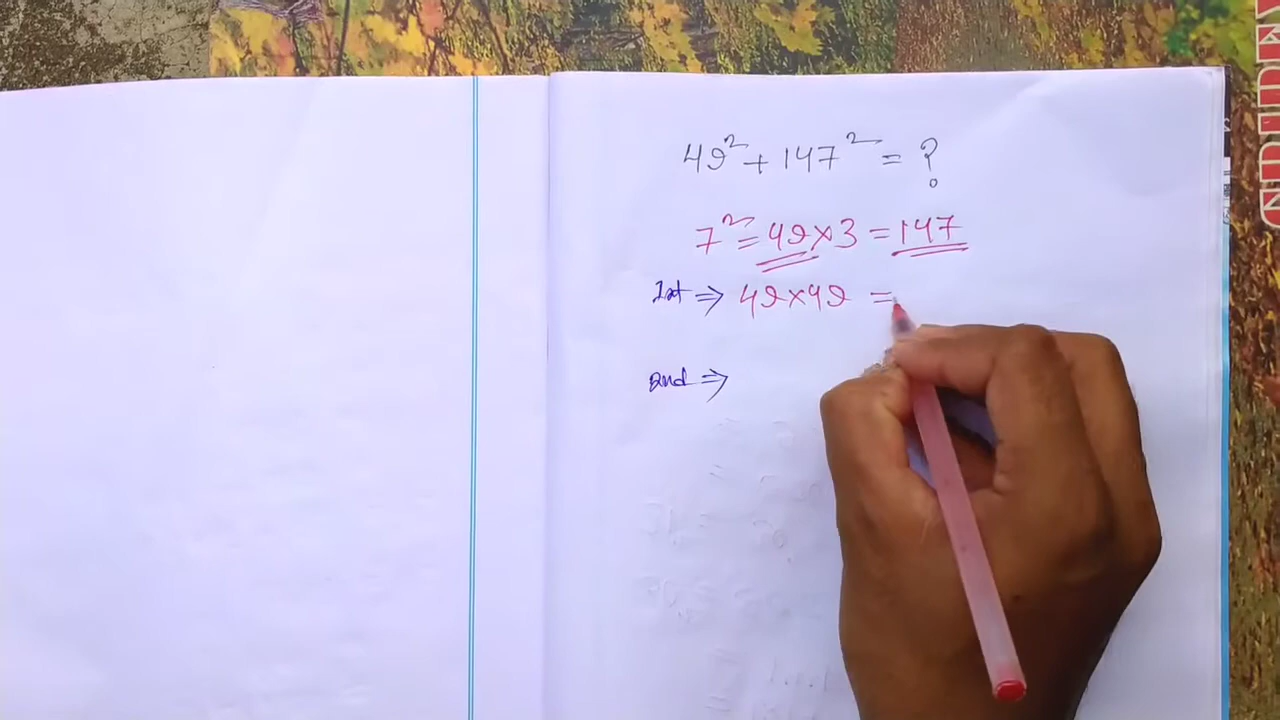 49² + 147² = ?
7² = 49×3 = 147
1st ⇒ 49×49 =
2nd ⇒